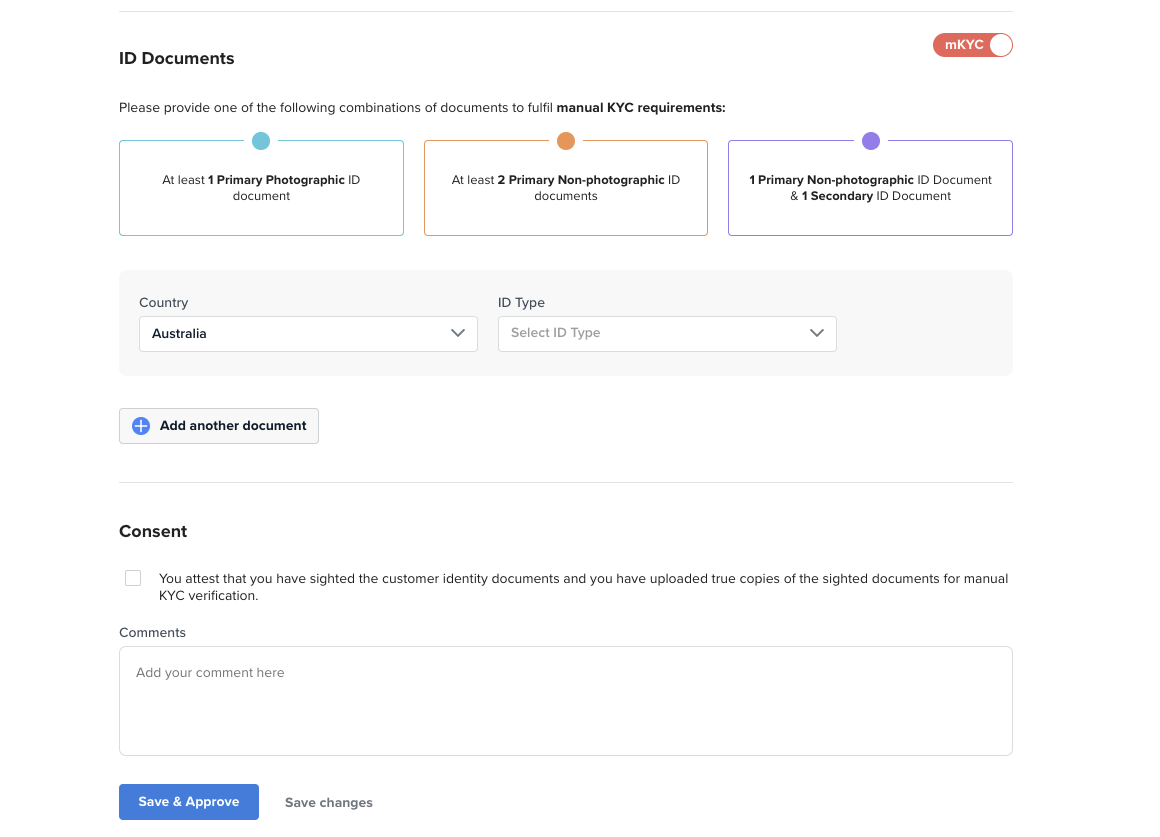 mKYC
ID Documents
Please provide one of the following combinations of documents to fulfil manual KYC requirements:
At least 1 Primary Photographic ID
document
At least 2 Primary Non-photographic ID
documents
1 Primary Non-photographic ID Document
& 1 Secondary ID Document
Country
Australia
ID Type
Select ID Type
Add another document
Consent
You attest that you have sighted the customer identity documents and you have uploaded true copies of the sighted documents for manual
KYC verification.
Comments
Add your comment here
Save & Approve
Save changes